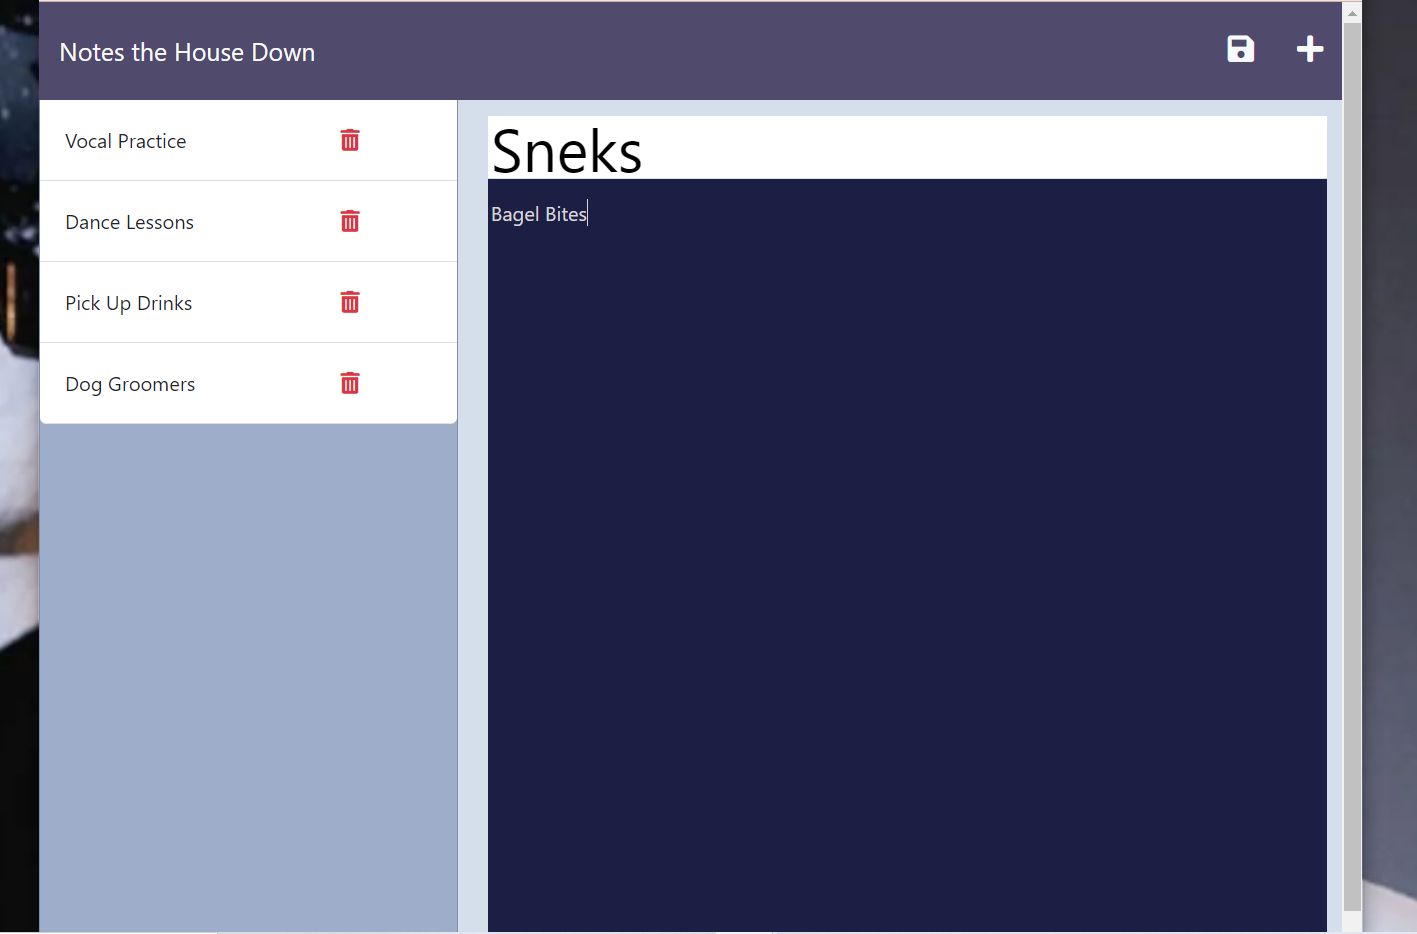 Notes the House Down
Vocal Practice
Dance Lessons
Pick Up Drinks
Dog Groomers
Sneks
Bagel Bites